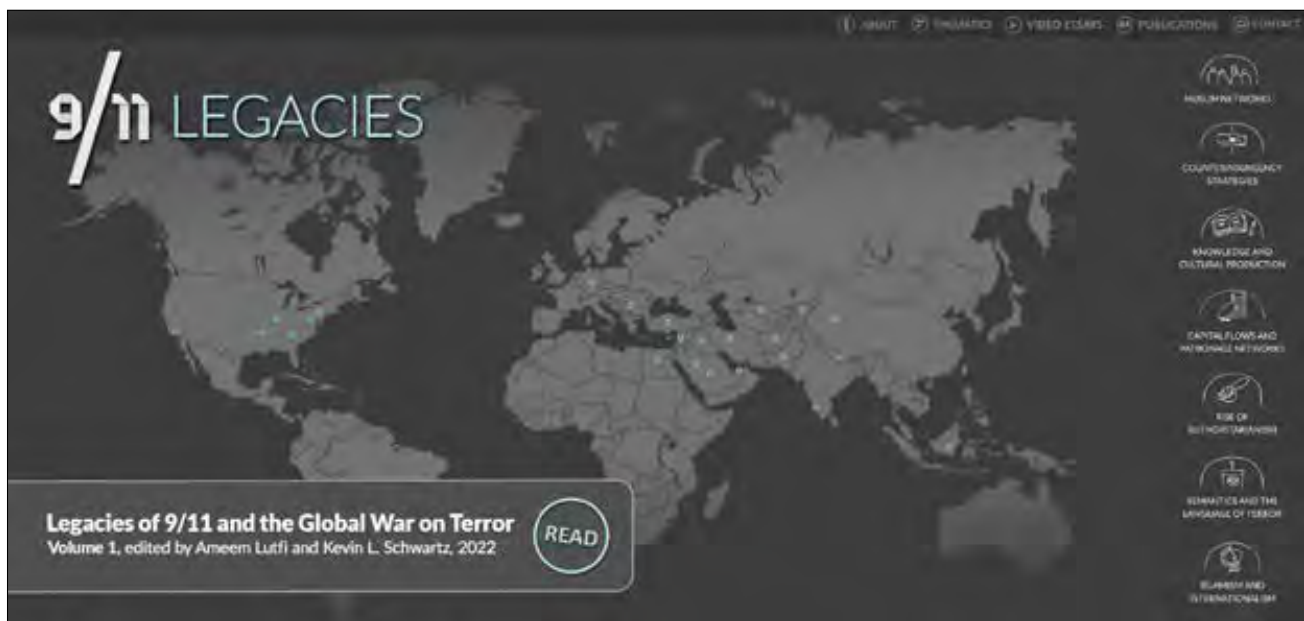 ABOUT THEMATICS VIDEO ESSAYS PUBLICATIONS CONTACT
9/11 LEGACIES
MUSLIM NETWORKS
COUNTERINSURGENCY
STRATEGIES
KNOWLEDGE AND
CULTURAL PRODUCTION
CAPITAL FLOWS AND
PATRONAGE NETWORKS
RISE OF
AUTHORITARIANISM
SEMANTICS AND THE
LANGUAGE OF TERROR
ISLAMISM AND
INTERNATIONALISM
Legacies of 9/11 and the Global War on Terror
Volume 1, edited by Ameem Lutfi and Kevin L. Schwartz, 2022
READ